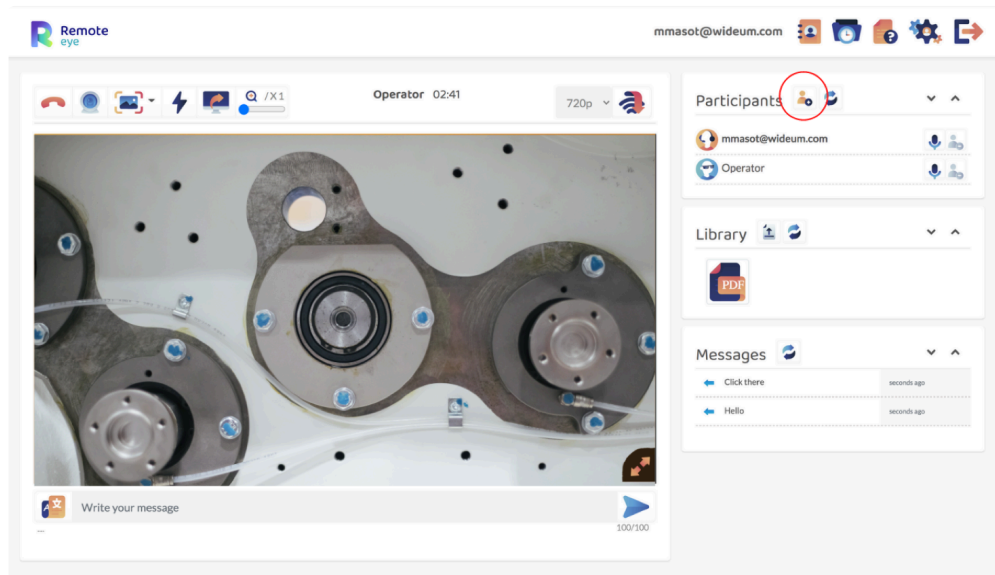 Remote
eye
mmasot@wideum.com
/X1
Operator 02:41
720p
Participants
mmasot@wideum.com
Operator
Library
PDF
Messages
Click there seconds ago
Hello seconds ago
A 文
Write your message
100/100